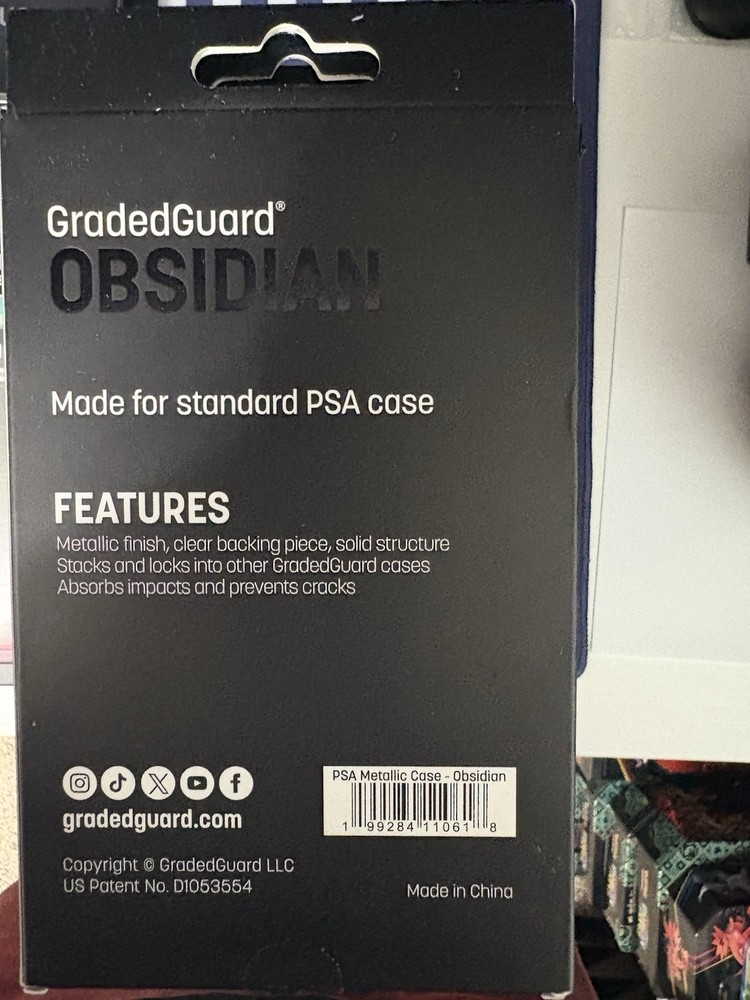 GradedGuard®
OBSIDIAN
Made for standard PSA case
FEATURES
Metallic finish, clear backing piece, solid structure
Stacks and locks into other GradedGuard cases
Absorbs impacts and prevents cracks
gradedguard.com
PSA Metallic Case - Obsidian
1 99284 11061 8
Copyright © GradedGuard LLC
US Patent No. D1053554
Made in China